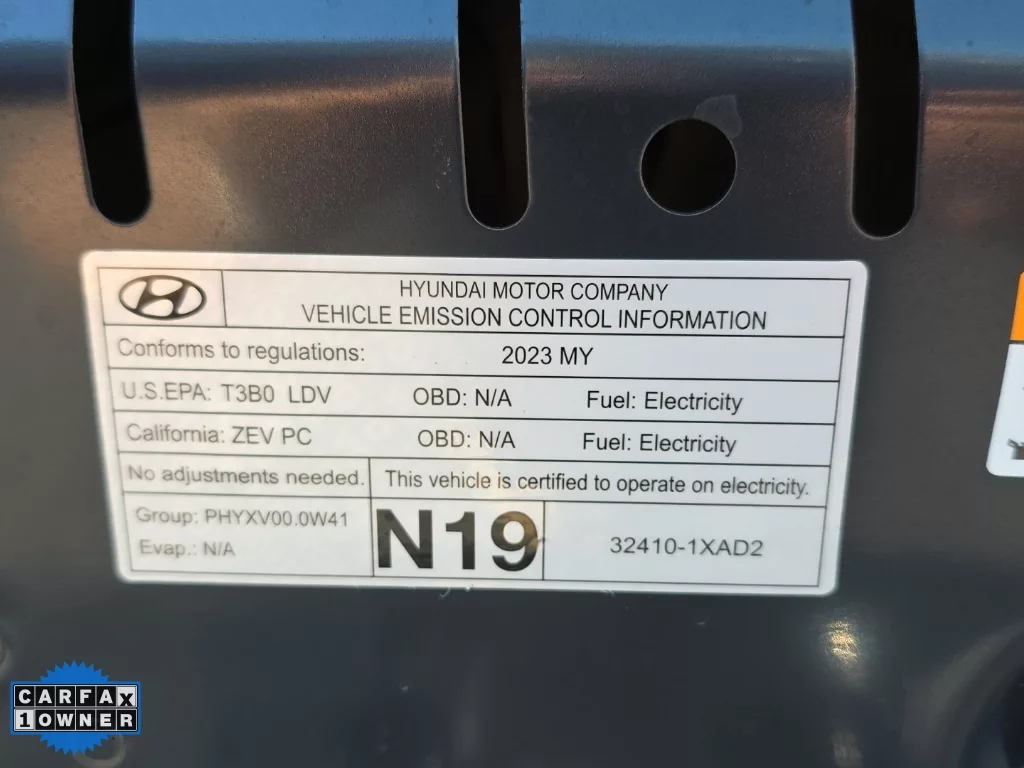 HYUNDAI MOTOR COMPANY
VEHICLE EMISSION CONTROL INFORMATION
Conforms to regulations: 2023 MY
U.S.EPA: T3B0 LDV OBD: N/A Fuel: Electricity
California: ZEV PC OBD: N/A Fuel: Electricity
No adjustments needed. This vehicle is certified to operate on electricity.
Group: PHYXV00.0W41
Evap.: N/A
N19
32410-1XAD2
CARFAX
1 OWNER